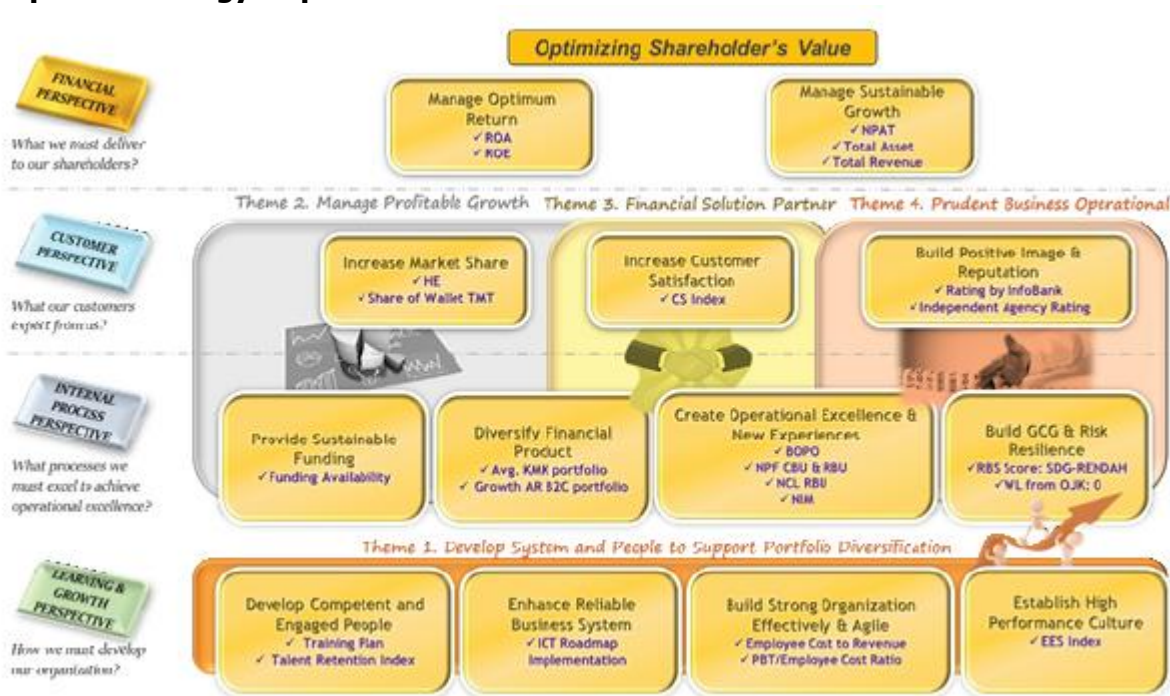 Optimizing Shareholder's Value
FINANCIAL
PERSPECTIVE
What we must deliver
to our shareholders?
Manage Optimum
Return
✓ ROA
✓ ROE
Manage Sustainable
Growth
✓ NPAT
✓ Total Asset
✓ Total Revenue
Theme 2. Manage Profitable Growth
Theme 3. Financial Solution Partner
Theme 4. Prudent Business Operational
CUSTOMER
PERSPECTIVE
What our customers
expect from us?
Increase Market Share
✓ HE
✓ Share of Wallet TMT
Increase Customer
Satisfaction
✓ CS Index
Build Positive Image &
Reputation
✓ Rating by InfoBank
✓ Independent Agency Rating
INTERNAL
PROCESS
PERSPECTIVE
What processes we
must excel to achieve
operational excellence?
Provide Sustainable
Funding
✓ Funding Availability
Diversify Financial
Product
✓ Avg. KMK portfolio
✓ Growth AR B2C portfolio
Create Operational Excellence &
New Experiences
✓ BOPO
✓ NPF CBU & RBU
✓ NCL RBU
✓ NIM
Build GCG & Risk
Resilience
✓ RBS Score: SDG-RENDAH
✓ WL from OJK: 0
Theme 1. Develop System and People to Support Portfolio Diversification
LEARNING &
GROWTH
PERSPECTIVE
How we must develop
our organization?
Develop Competent and
Engaged People
✓ Training Plan
✓ Talent Retention Index
Enhance Reliable
Business System
✓ ICT Roadmap
Implementation
Build Strong Organization
Effectively & Agile
✓ Employee Cost to Revenue
✓ PBT/Employee Cost Ratio
Establish High
Performance Culture
✓ EES Index